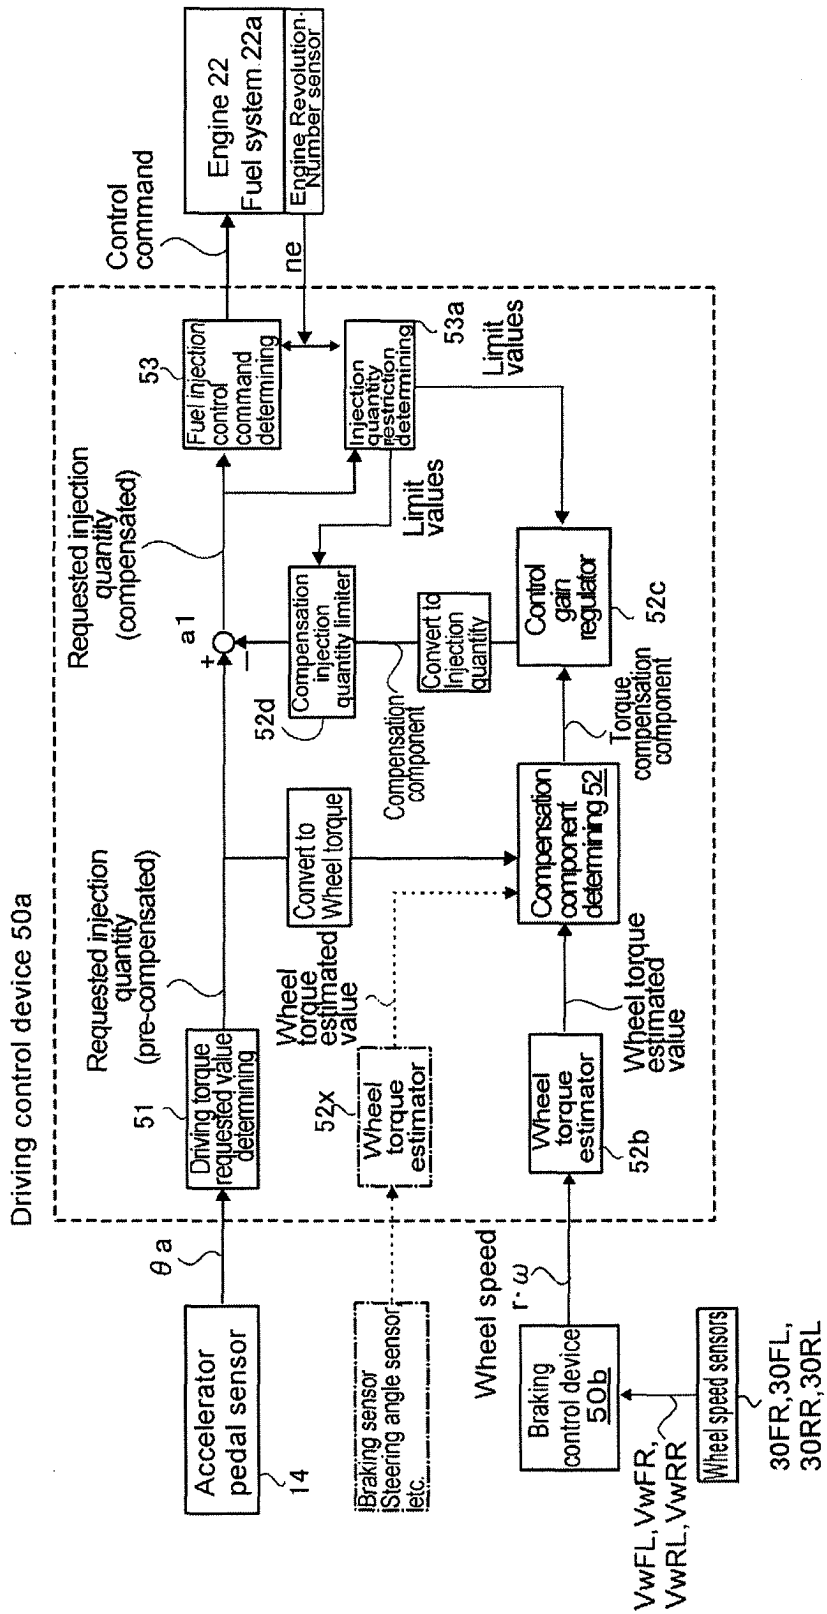 Driving control device 50a
Accelerator
pedal sensor
14
θa
51
Driving torque
requested value
determining
Requested injection
quantity
(pre-compensated)
+
−
a1
Requested injection
quantity
(compensated)
53
Fuel injection
control
command
determining
Control
command
Engine 22
Fuel system 22a
Engine Revolution-
Number sensor
ne
Injection
quantity
restriction
determining
53a
Limit
values
Limit
values
Compensation
injection
quantity limiter
52d
Convert to
Wheel torque
Compensation
component
Convert to
Injection
quantity
Braking sensor
Steering angle sensor
etc.
52x
Wheel
torque
estimator
Wheel
torque
estimated
value
Wheel speed
r·ω
Braking
control device
50b
Wheel torque
estimator
52b
Wheel torque
estimated
value
Compensation
component
determining 52
Torque
compensation
component
Control
gain
regulator
52c
VwFL,VwFR,
VwRL,VwRR
Wheel speed sensors
30FR,30FL,
30RR,30RL